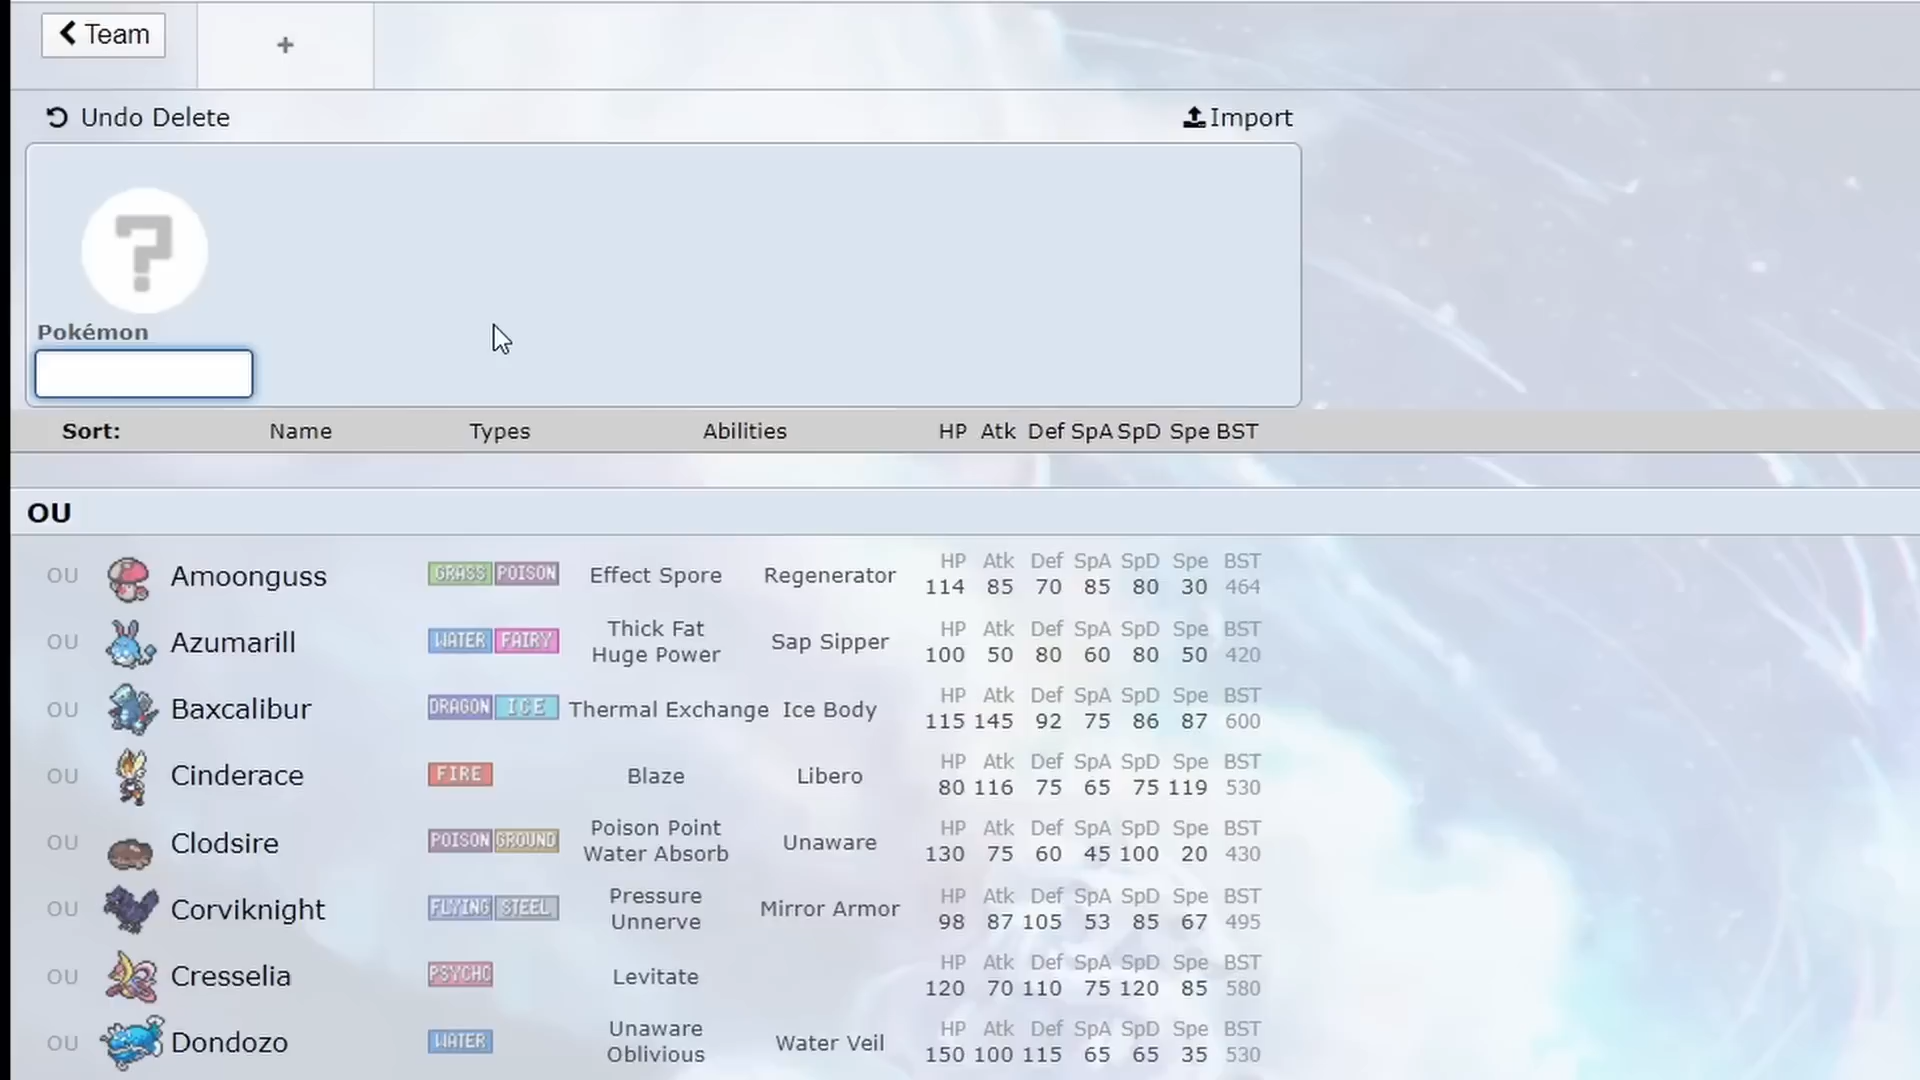 Team
+
Undo Delete
Import
?
Pokémon
Sort: Name Types Abilities HP Atk Def SpA SpD Spe BST
OU
OU Amoonguss GRASS POISON Effect Spore Regenerator HP Atk Def SpA SpD Spe BST
114 85 70 85 80 30 464
OU Azumarill WATER FAIRY Thick Fat Huge Power Sap Sipper HP Atk Def SpA SpD Spe BST
100 50 80 60 80 50 420
OU Baxcalibur DRAGON ICE Thermal Exchange Ice Body HP Atk Def SpA SpD Spe BST
115 145 92 75 86 87 600
OU Cinderace FIRE Blaze Libero HP Atk Def SpA SpD Spe BST
80 116 75 65 75 119 530
OU Clodsire POISON GROUND Poison Point Water Absorb Unaware HP Atk Def SpA SpD Spe BST
130 75 60 45 100 20 430
OU Corviknight FLYING STEEL Pressure Unnerve Mirror Armor HP Atk Def SpA SpD Spe BST
98 87 105 53 85 67 495
OU Cresselia PSYCHC Levitate HP Atk Def SpA SpD Spe BST
120 70 110 75 120 85 580
OU Dondozo WATER Unaware Oblivious Water Veil HP Atk Def SpA SpD Spe BST
150 100 115 65 65 35 530